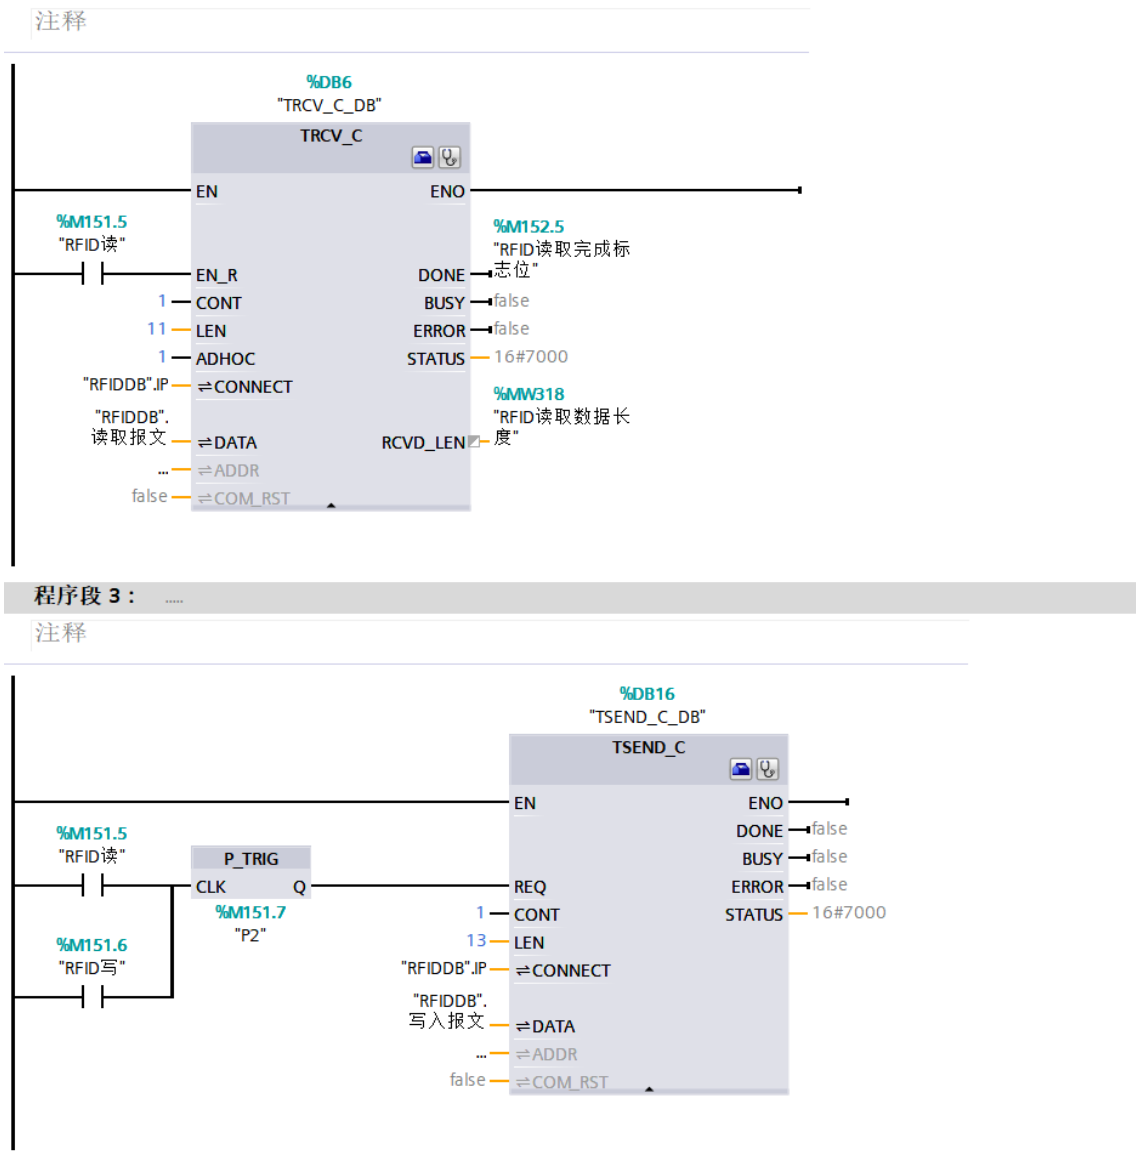 注释
%DB6
"TRCV_C_DB"
TRCV_C
EN
ENO
%M151.5
"RFID读"
%M152.5
"RFID读取完成标
志位"
EN_R
DONE
1
CONT
BUSY
false
11
LEN
ERROR
false
1
ADHOC
STATUS
16#7000
"RFIDDB".IP
⇌CONNECT
%MW318
"RFID读取数据长
度"
"RFIDDB".
读取报文
⇌DATA
RCVD_LEN
...
⇌ADDR
false
⇌COM_RST
程序段 3： .....
注释
%DB16
"TSEND_C_DB"
TSEND_C
EN
ENO
DONE
false
%M151.5
"RFID读"
P_TRIG
BUSY
false
CLK
Q
REQ
ERROR
false
%M151.7
"P2"
1
CONT
STATUS
16#7000
%M151.6
"RFID写"
13
LEN
"RFIDDB".IP
⇌CONNECT
"RFIDDB".
写入报文
⇌DATA
...
⇌ADDR
false
⇌COM_RST